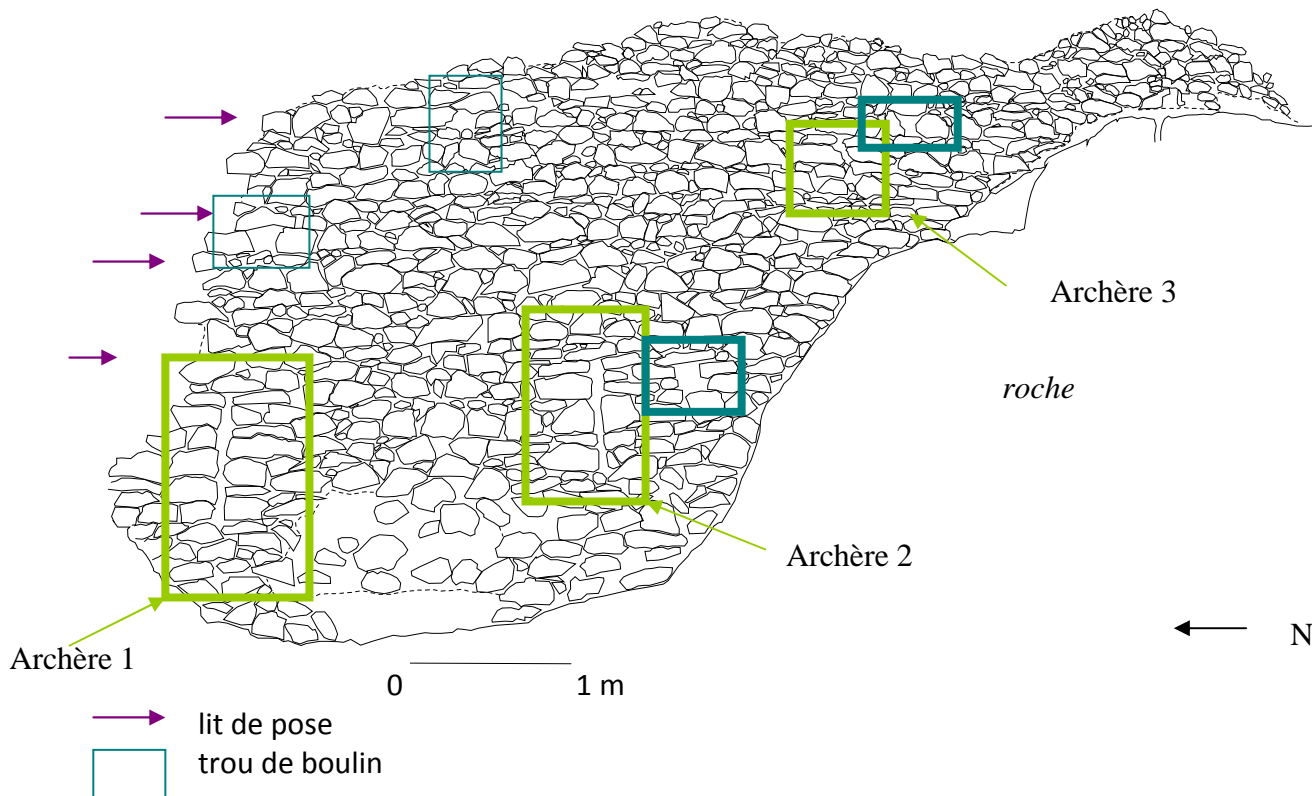 Archère 3
roche
Archère 2
N
Archère 1
0 1 m
lit de pose
trou de boulin